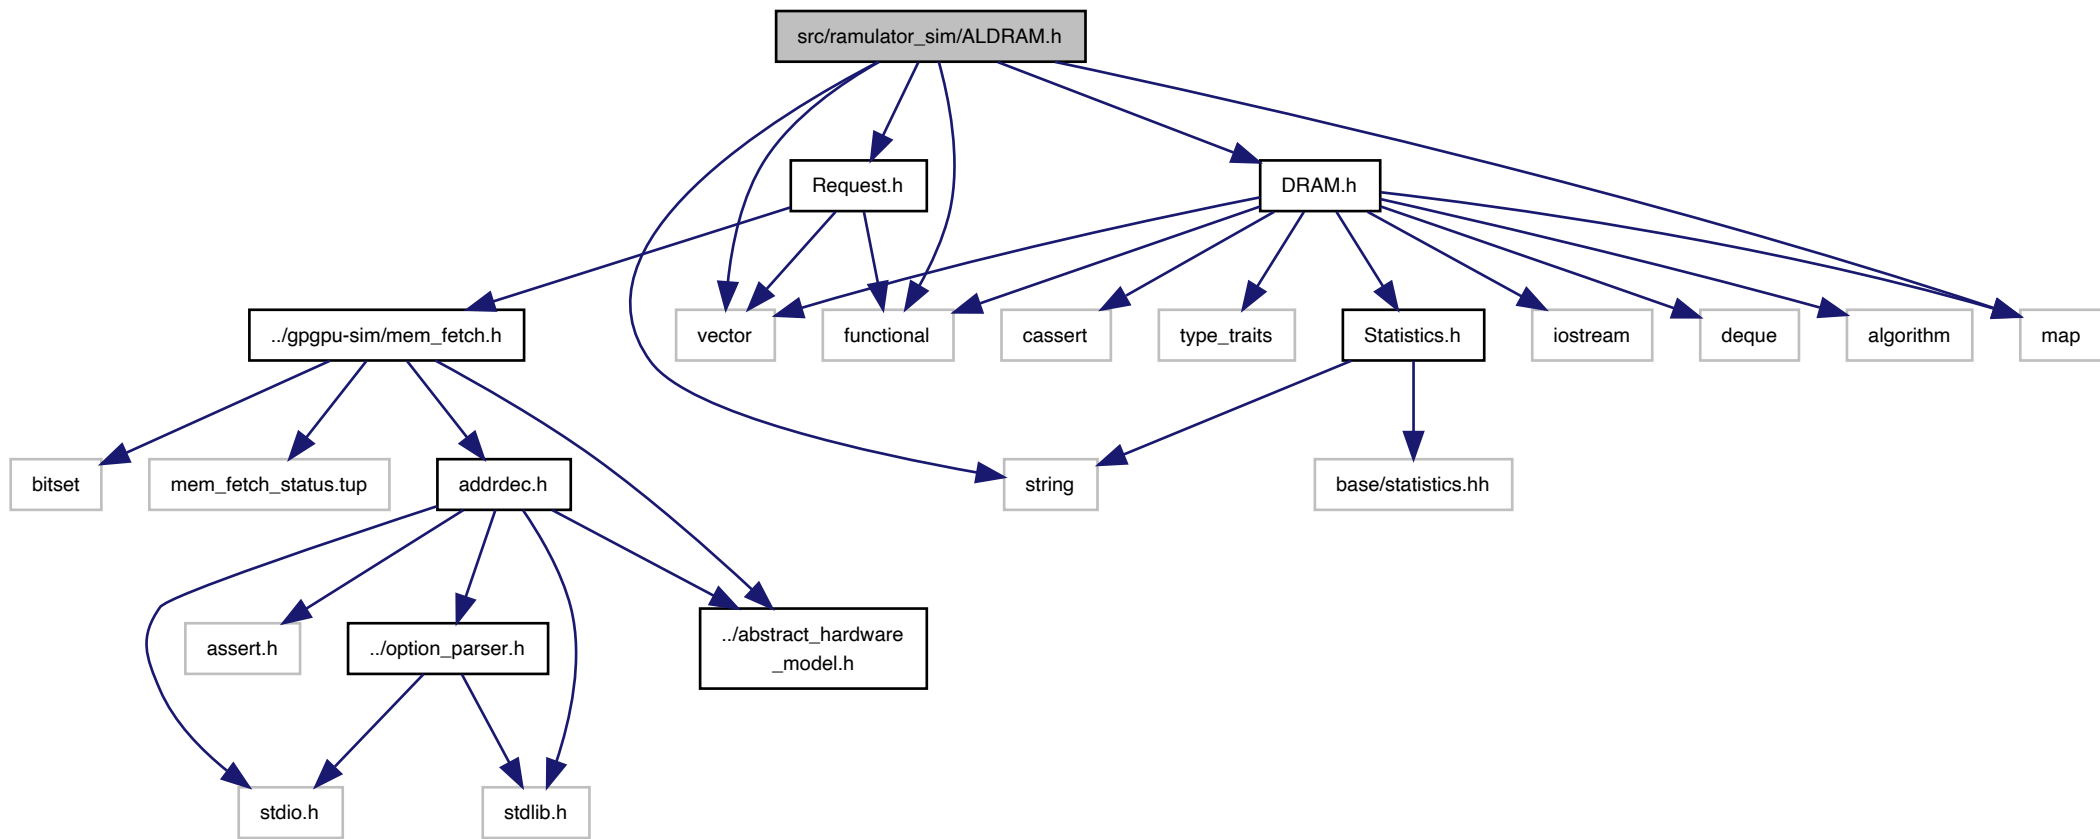 src/ramulator_sim/ALDRAM.h
Request.h
DRAM.h
../gpgpu-sim/mem_fetch.h
vector
functional
cassert
type_traits
Statistics.h
iostream
deque
algorithm
map
bitset
mem_fetch_status.tup
addrdec.h
string
base/statistics.hh
assert.h
../option_parser.h
../abstract_hardware
_model.h
stdio.h
stdlib.h